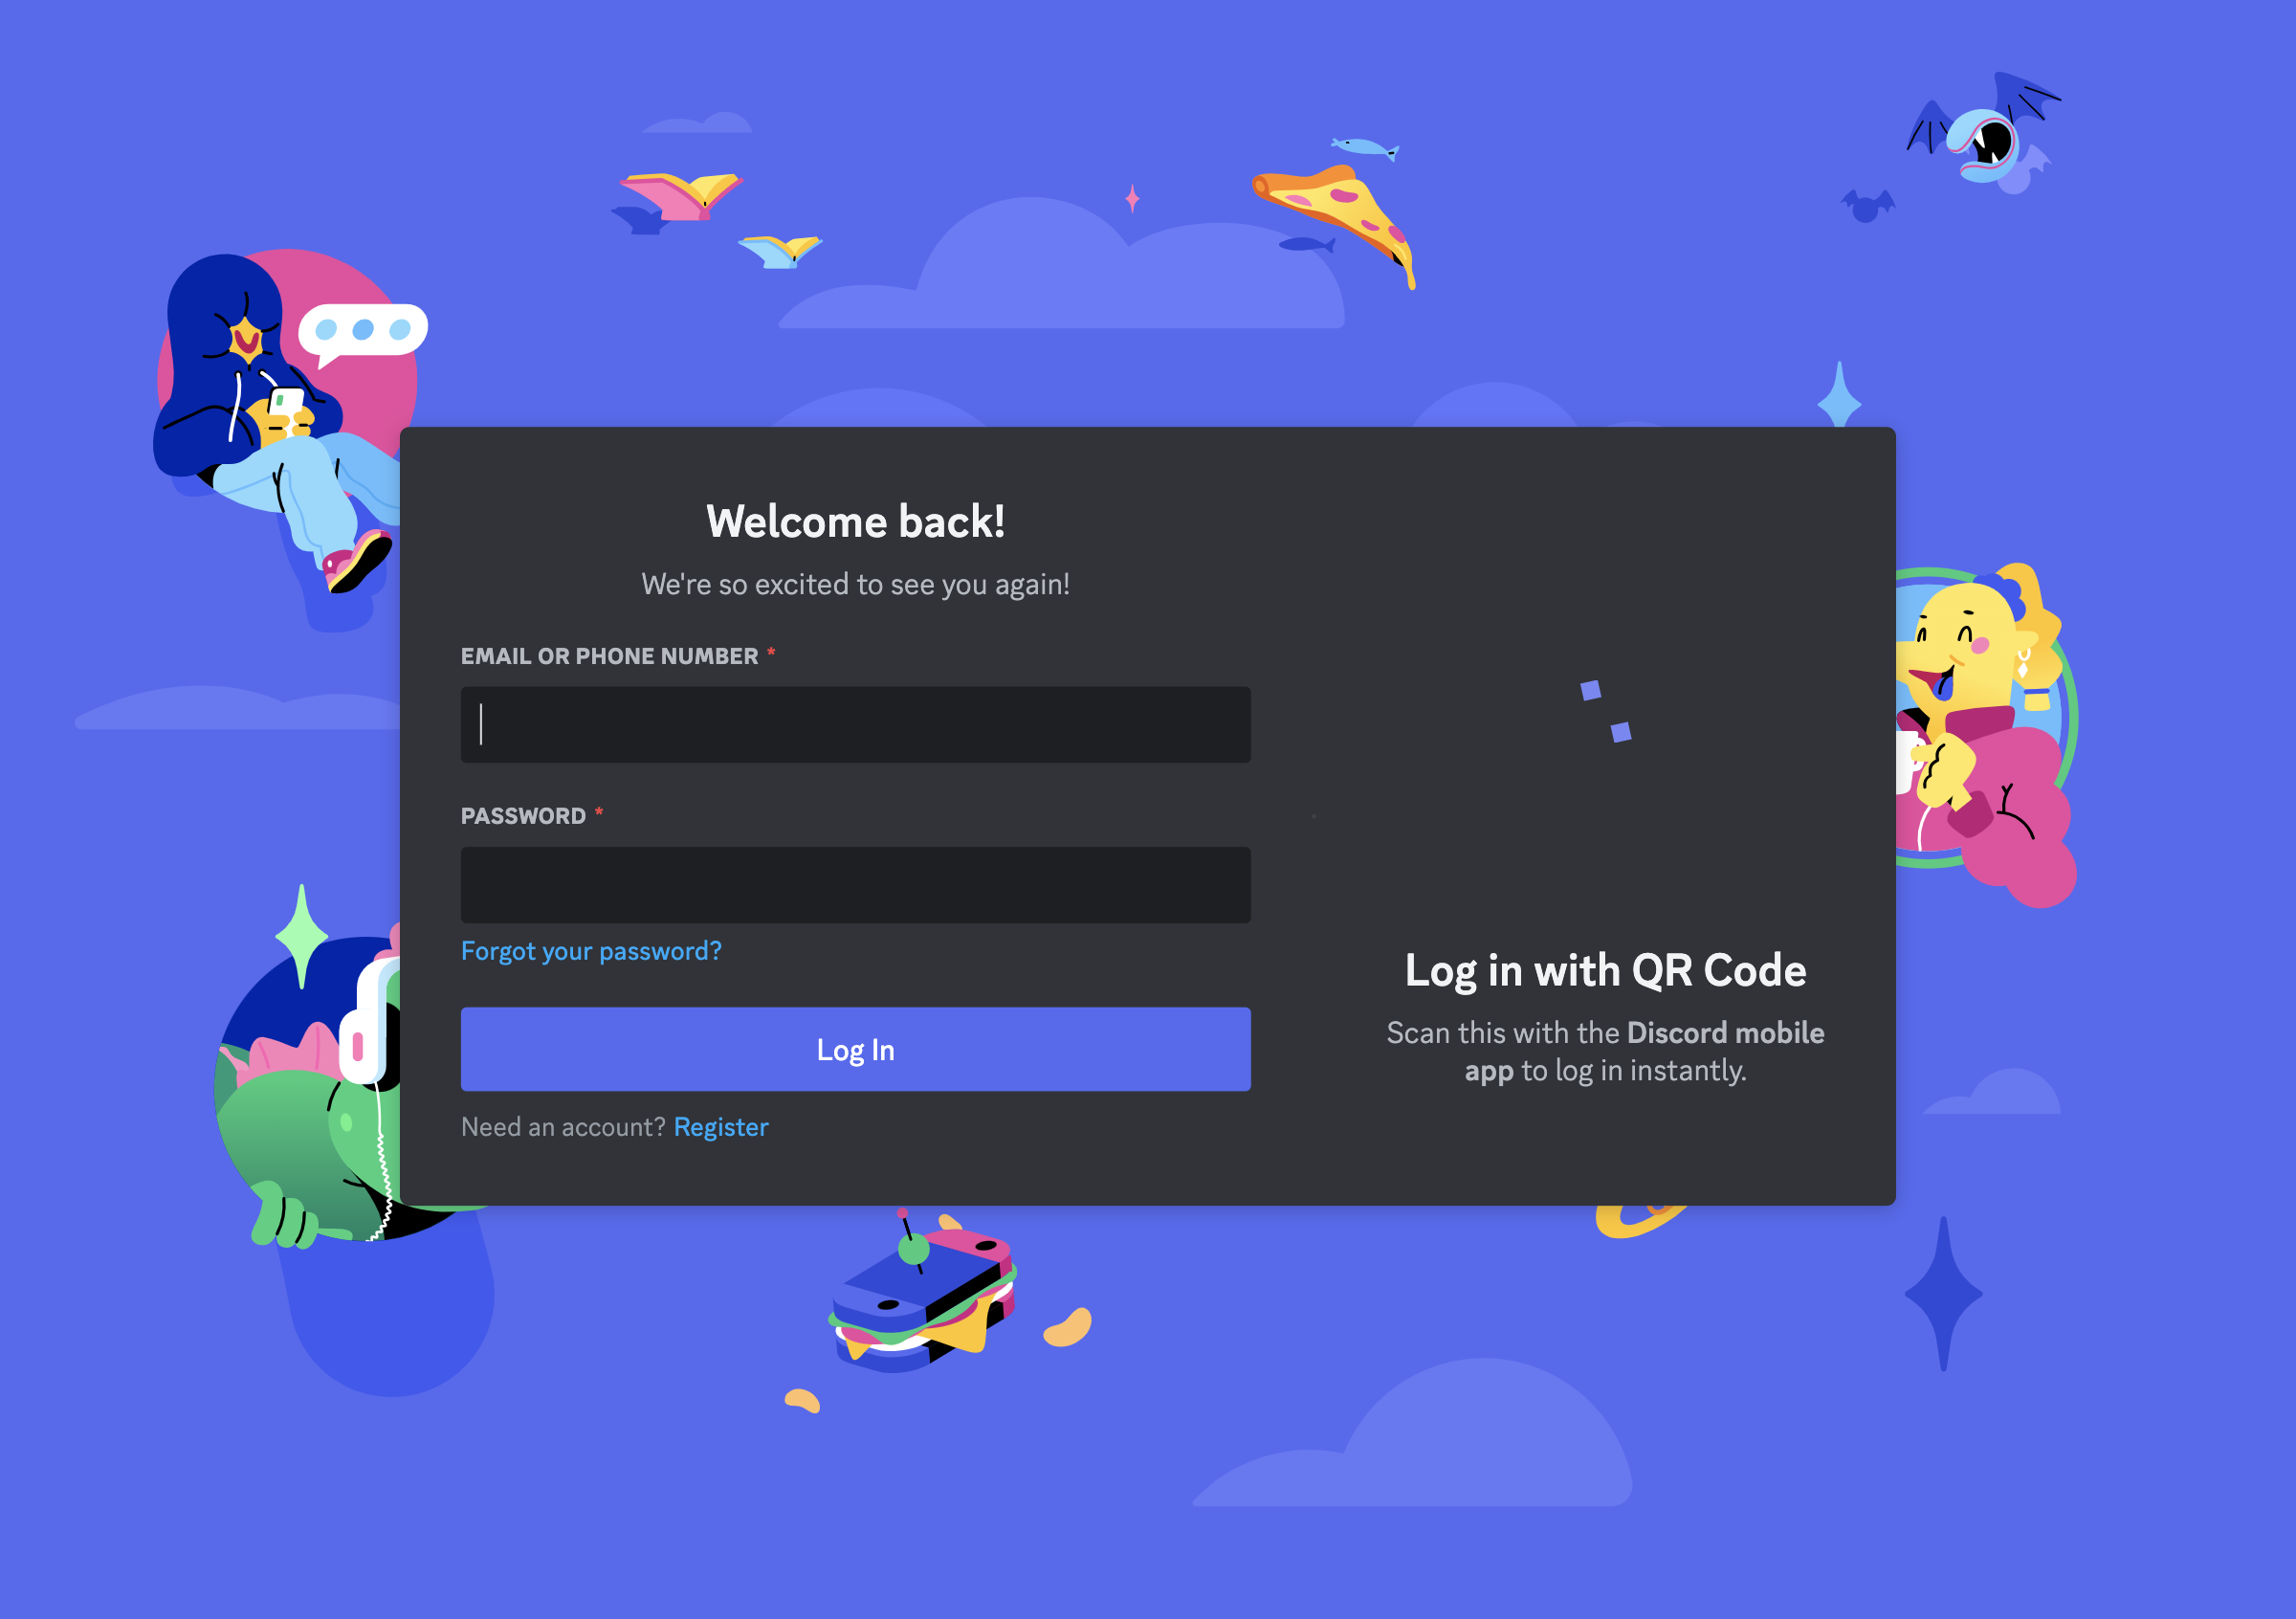 Welcome back!
We're so excited to see you again!
EMAIL OR PHONE NUMBER *
PASSWORD *
Forgot your password?
Log In
Need an account? Register
Log in with QR Code
Scan this with the Discord mobile
app to log in instantly.